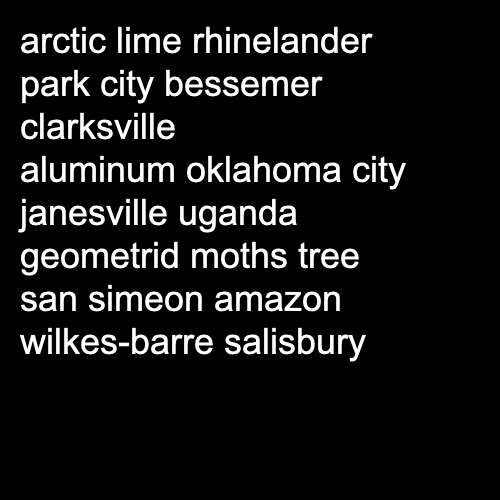 arctic lime rhinelander
park city bessemer
clarksville
aluminum oklahoma city
janesville uganda
geometrid moths tree
san simeon amazon
wilkes-barre salisbury